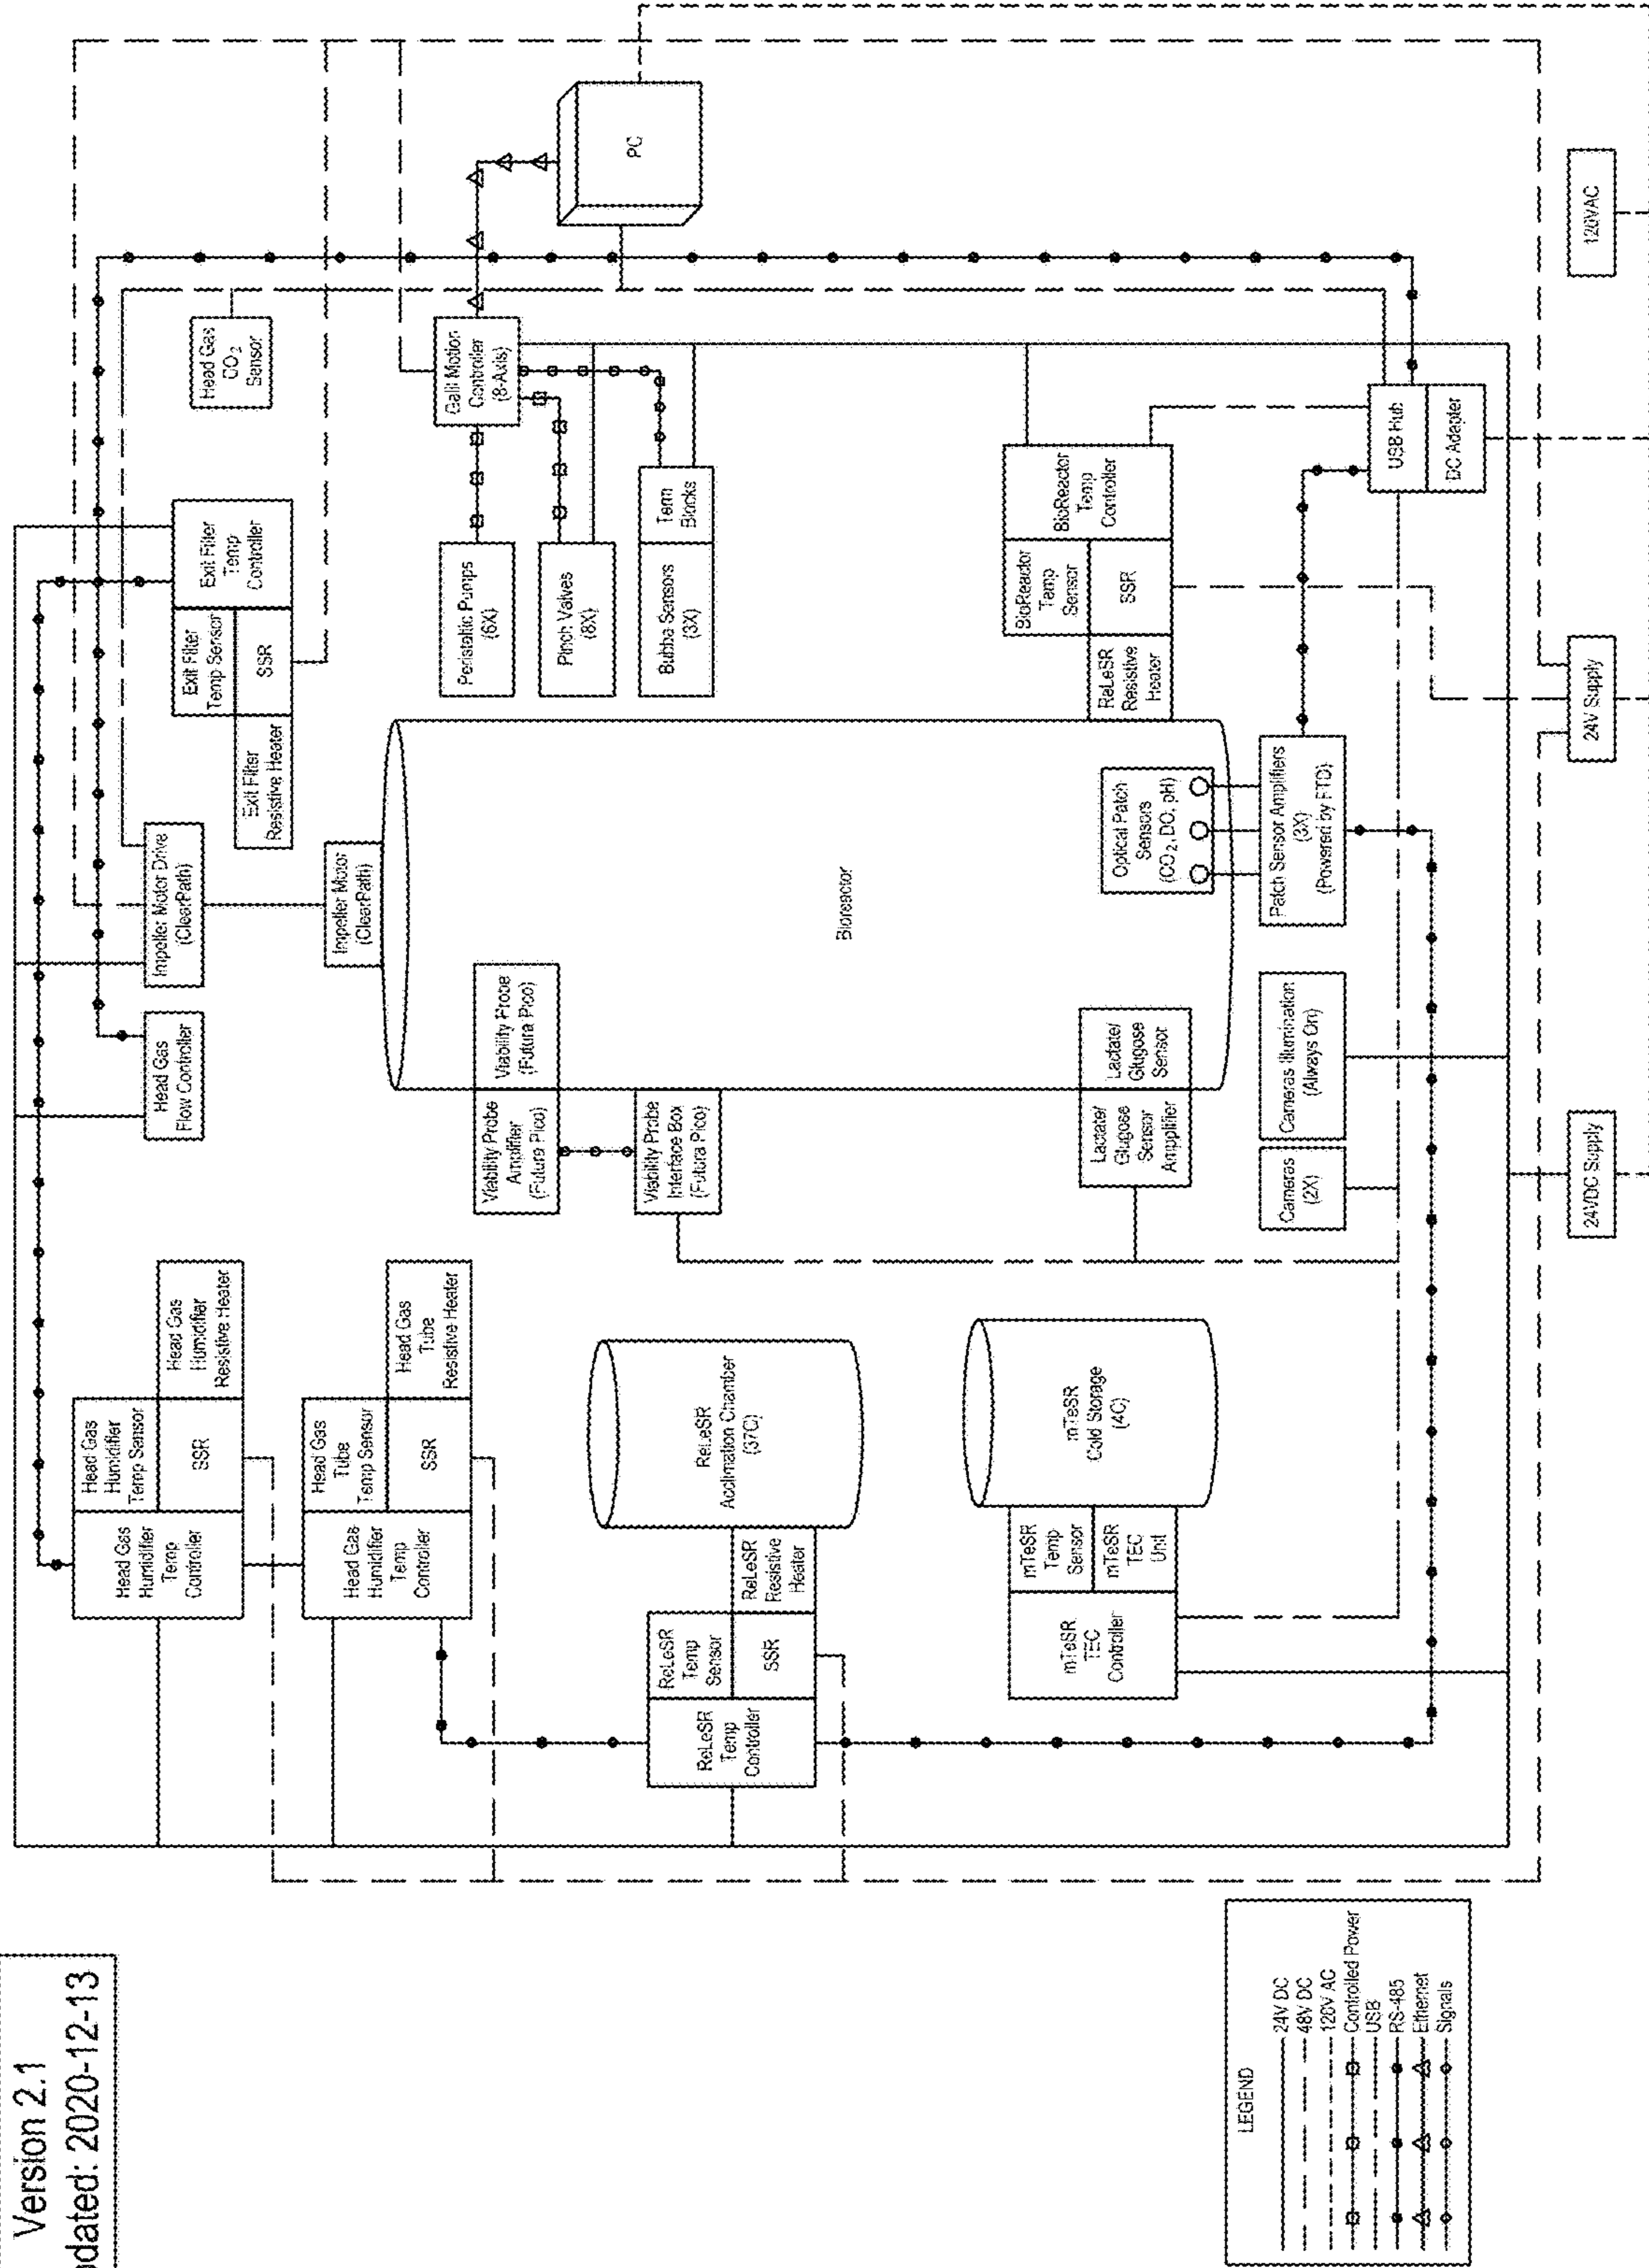 Version 2.1
pdated: 2020-12-13
Head Gas
Humidifier
Temp
Controller
Head Gas
Humidifier
Temp Sensor
SSR
Head Gas
Humidifier
Resistive Heater
Head Gas
Humidifier
Temp
Controller
Head Gas
Tube
Temp Sensor
SSR
Head Gas
Tube
Resistive Heater
Head Gas
Flow Controller
Impeller Motor Drive
(ClearPath)
Impeller Motor
(ClearPath)
Exit Filter
Resistive Heater
Exit Filter
Temp Sensor
SSR
Exit Filter
Temp
Controller
Head Gas
CO2
Sensor
Viability Probe
Amplifier
(Future Pico)
Viability Probe
(Future Pico)
Viability Probe
Interface Box
(Futura Pico)
Peristaltic Pumps
(6X)
Pinch Valves
(8X)
Bubble Sensors
(3X)
Term
Blocks
Galil Motion
Controller
(8-Axis)
PC
ReLeSR
Temp
Controller
ReLeSR
Temp
Sensor
SSR
ReLeSR
Resistive
Heater
ReLeSR
Acclimation Chamber
(37C)
Bioreactor
mTeSR
TEC
Controller
mTeSR
Temp
Sensor
mTeSR
TEC
Unit
mTeSR
Cold Storage
(4C)
Lactate/
Glugose
Sensor
Ampplifier
Lactate/
Glugose
Sensor
Optical Patch
Sensors
(CO2, DO, pH)
ReLeSR
Resistive
Heater
BioReactor
Temp
Sensor
SSR
BioReactor
Temp
Controller
Cameras
(2X)
Cameras Illumination
(Always On)
Patch Sensor Amplifiers
(3X)
(Powered by FTD)
USB Hub
DC Adapter
24VDC Supply
24V Supply
120VAC
LEGEND
24V DC
48V DC
120V AC
Controlled Power
USB
RS-485
Ethernet
Signals